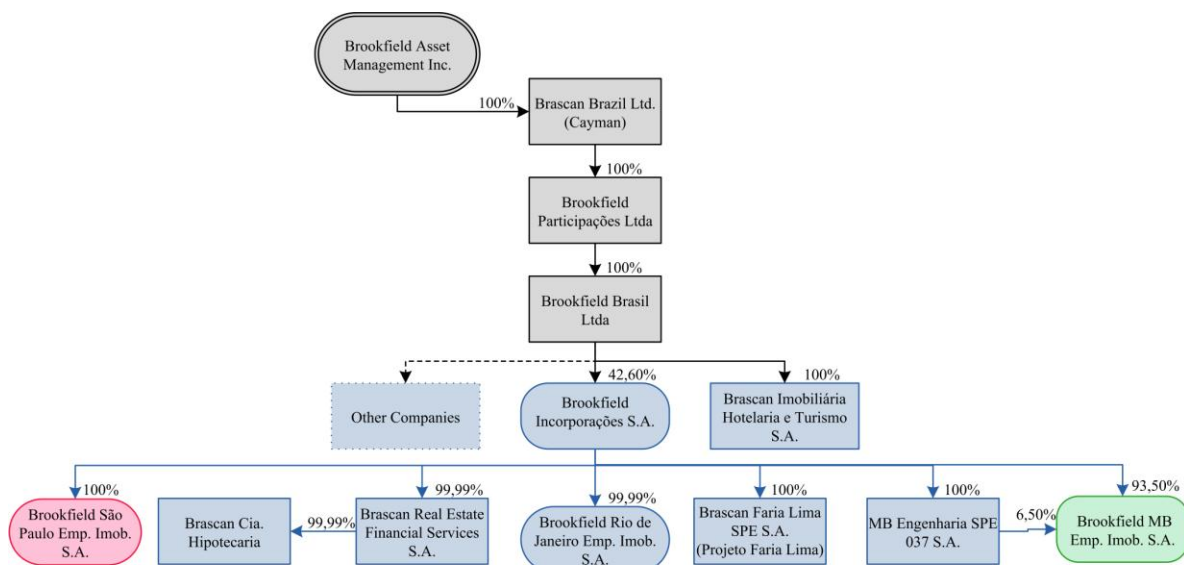 Brookfield Asset
Management Inc.
100%
Brascan Brazil Ltd.
(Cayman)
100%
Brookfield
Participações Ltda
100%
Brookfield Brasil
Ltda
42,60%
100%
Other Companies
Brookfield
Incorporações S.A.
Brascan Imobiliária
Hotelaria e Turismo
S.A.
100%
99,99%
99,99%
100%
100%
93,50%
Brookfield São
Paulo Emp. Imob.
S.A.
Brascan Cia.
Hipotecaria
99,99%
Brascan Real Estate
Financial Services
S.A.
Brookfield Rio de
Janeiro Emp. Imob.
S.A.
Brascan Faria Lima
SPE S.A.
(Projeto Faria Lima)
MB Engenharia SPE
037 S.A.
6,50%
Brookfield MB
Emp. Imob. S.A.